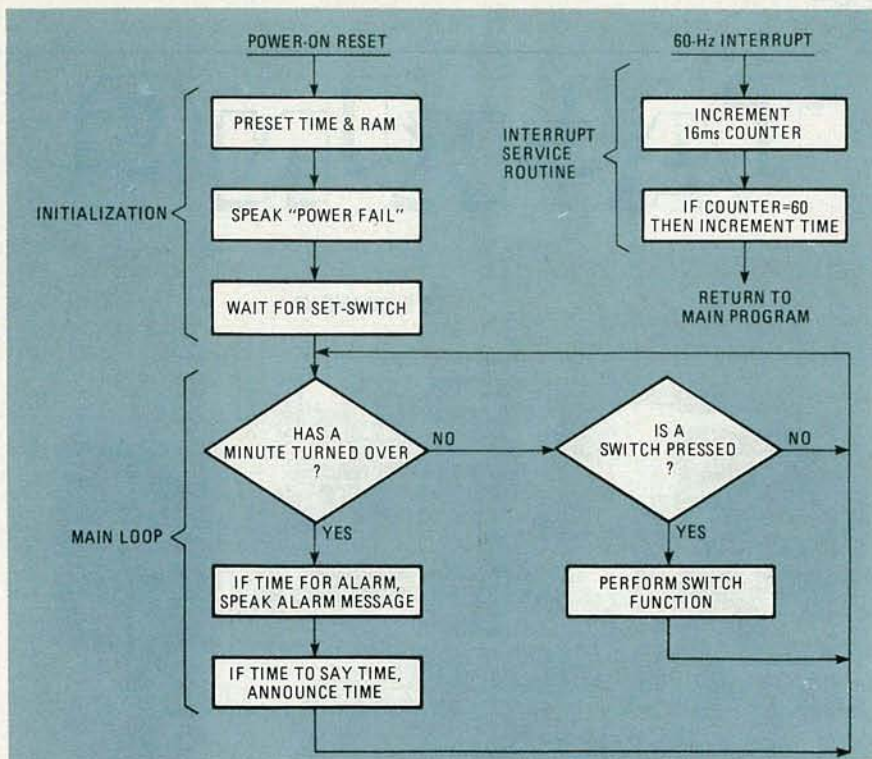 POWER-ON RESET
PRESET TIME & RAM
SPEAK "POWER FAIL"
WAIT FOR SET-SWITCH
INITIALIZATION
60-Hz INTERRUPT
INCREMENT
16ms COUNTER
IF COUNTER=60
THEN INCREMENT TIME
INTERRUPT
SERVICE
ROUTINE
RETURN TO
MAIN PROGRAM
HAS A
MINUTE TURNED OVER
?
NO
YES
IS A
SWITCH PRESSED
?
NO
YES
MAIN LOOP
IF TIME FOR ALARM,
SPEAK ALARM MESSAGE
PERFORM SWITCH
FUNCTION
IF TIME TO SAY TIME,
ANNOUNCE TIME